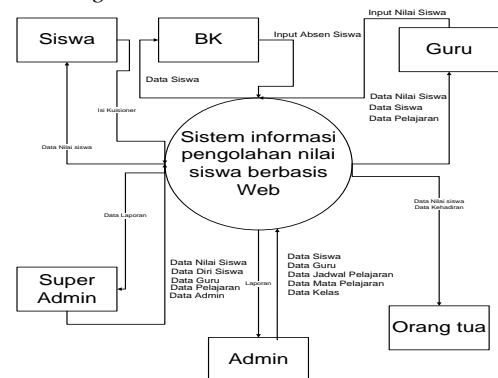 Siswa
BK
Guru
Input Absen Siswa
Input Nilai Siswa
Data Siswa
Isi Kuisioner
Data Nilai siswa
Data Nilai Siswa
Data Siswa
Data Pelajaran
Sistem informasi
pengolahan nilai
siswa berbasis
Web
Data Laporan
Data Nilai siswa
Data Kehadiran
Super
Admin
Data Nilai Siswa
Data Diri Siswa
Data Guru
Data Pelajaran
Data Admin
Laporan
Data Siswa
Data Guru
Data Jadwal Pelajaran
Data Mata Pelajaran
Data Kelas
Orang tua
Admin